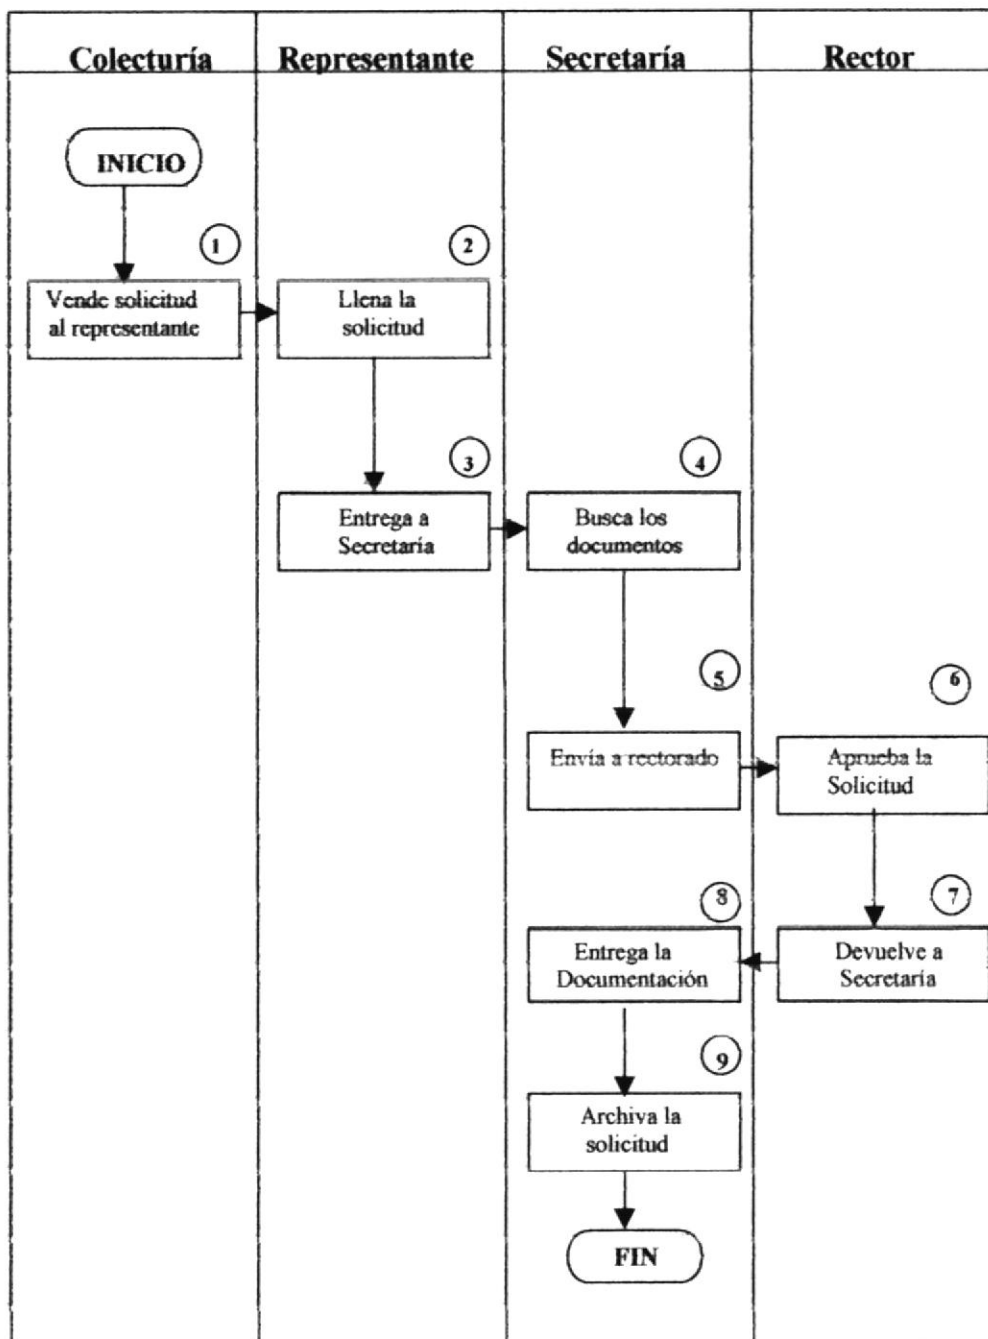 Colecturía
Representante
Secretaría
Rector
INICIO
1
2
Vende solicitud
al representante
Llena la
solicitud
3
4
Entrega a
Secretaría
Busca los
documentos
5
6
Envía a rectorado
Aprueba la
Solicitud
8
7
Entrega la
Documentación
Devuelve a
Secretaría
9
Archiva la
solicitud
FIN